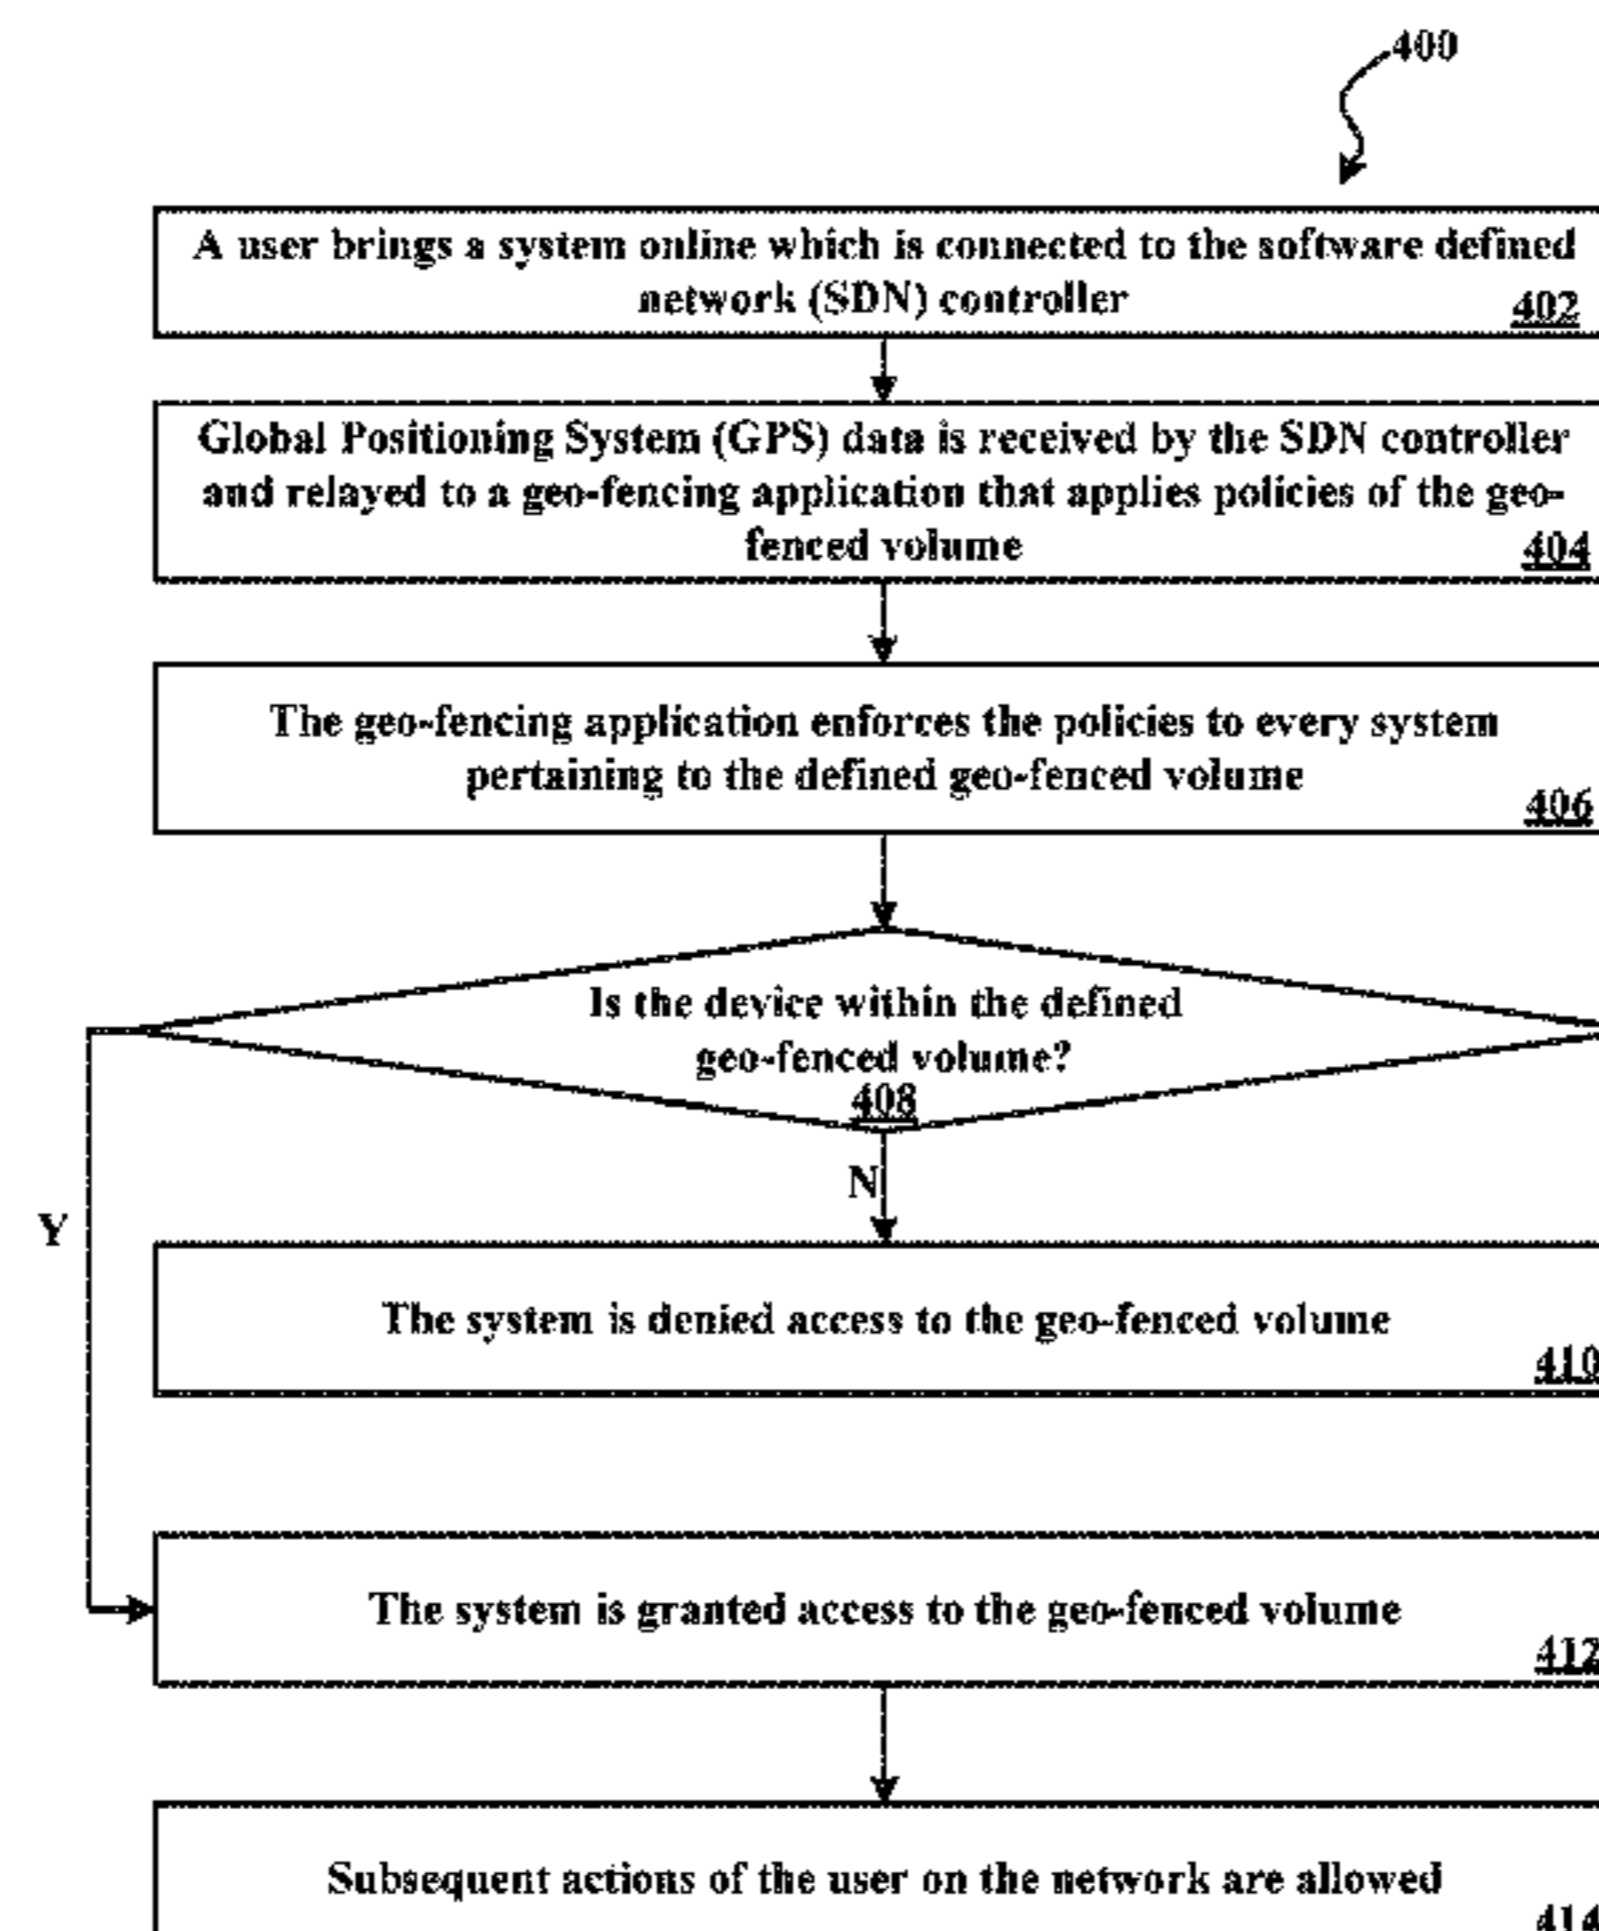 400
A user brings a system online which is connected to the software defined
network (SDN) controller
402
Global Positioning System (GPS) data is received by the SDN controller
and relayed to a geo-fencing application that applies policies of the geo-
fenced volume
404
The geo-fencing application enforces the policies to every system
pertaining to the defined geo-fenced volume
406
Is the device within the defined
geo-fenced volume?
408
N
Y
The system is denied access to the geo-fenced volume
410
The system is granted access to the geo-fenced volume
412
Subsequent actions of the user on the network are allowed
414